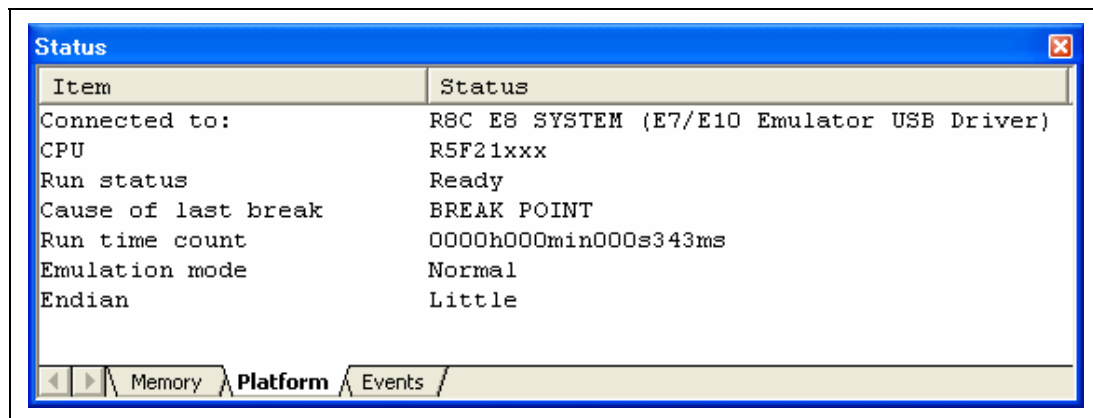 Status
Item Status
Connected to: R8C E8 SYSTEM (E7/E10 Emulator USB Driver)
CPU R5F21xxx
Run status Ready
Cause of last break BREAK POINT
Run time count 0000h000min000s343ms
Emulation mode Normal
Endian Little
Memory Platform Events